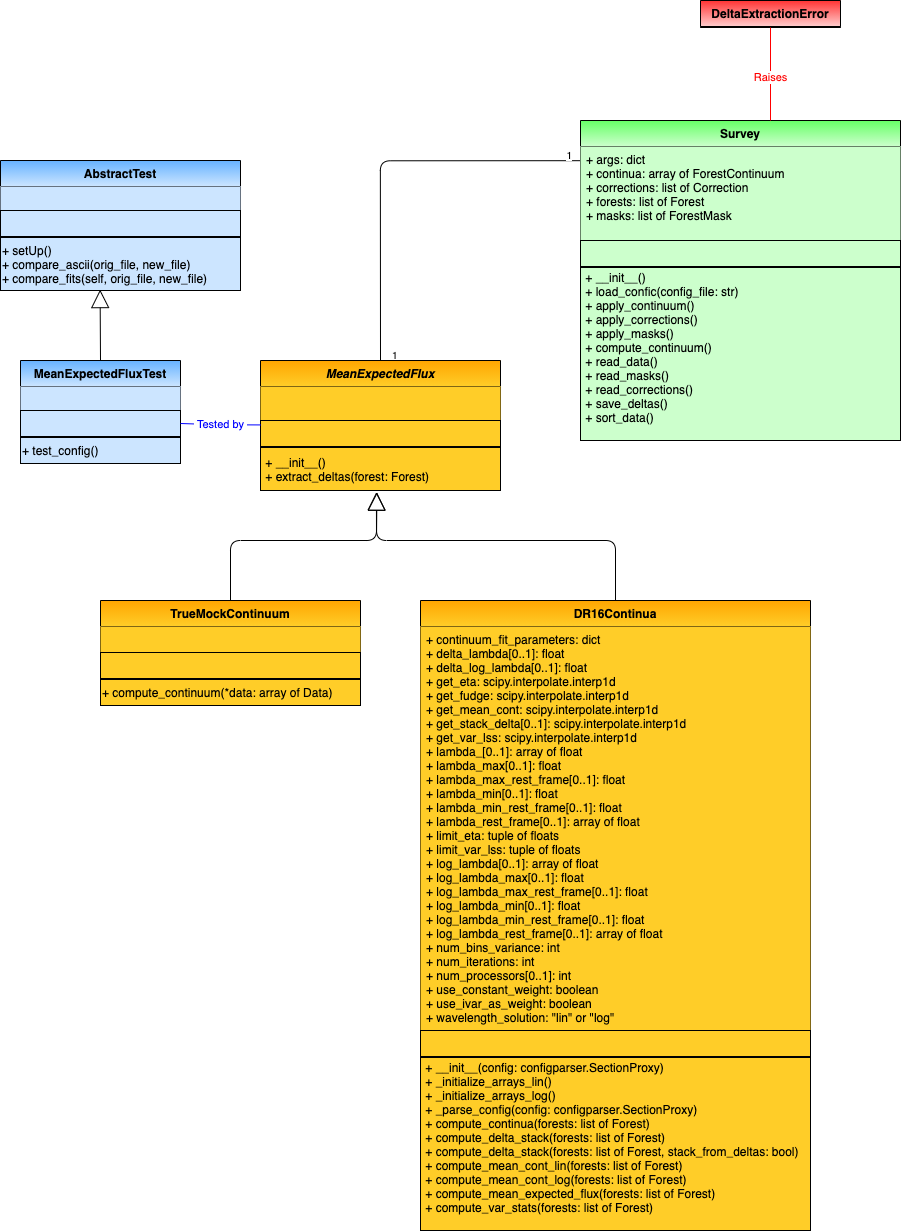 DeltaExtractionError
Raises
Survey
+ args: dict
+ continua: array of ForestContinuum
+ corrections: list of Correction
+ forests: list of Forest
+ masks: list of ForestMask
+ __init__()
+ load_confic(config_file: str)
+ apply_continuum()
+ apply_corrections()
+ apply_masks()
+ compute_continuum()
+ read_data()
+ read_masks()
+ read_corrections()
+ save_deltas()
+ sort_data()
1
1
AbstractTest
+ setUp()
+ compare_ascii(orig_file, new_file)
+ compare_fits(self, orig_file, new_file)
MeanExpectedFluxTest
+ test_config()
Tested by
MeanExpectedFlux
+ __init__()
+ extract_deltas(forest: Forest)
TrueMockContinuum
+ compute_continuum(*data: array of Data)
DR16Continua
+ continuum_fit_parameters: dict
+ delta_lambda[0..1]: float
+ delta_log_lambda[0..1]: float
+ get_eta: scipy.interpolate.interp1d
+ get_fudge: scipy.interpolate.interp1d
+ get_mean_cont: scipy.interpolate.interp1d
+ get_stack_delta[0..1]: scipy.interpolate.interp1d
+ get_var_lss: scipy.interpolate.interp1d
+ lambda_[0..1]: array of float
+ lambda_max[0..1]: float
+ lambda_max_rest_frame[0..1]: float
+ lambda_min[0..1]: float
+ lambda_min_rest_frame[0..1]: float
+ lambda_rest_frame[0..1]: array of float
+ limit_eta: tuple of floats
+ limit_var_lss: tuple of floats
+ log_lambda[0..1]: array of float
+ log_lambda_max[0..1]: float
+ log_lambda_max_rest_frame[0..1]: float
+ log_lambda_min[0..1]: float
+ log_lambda_min_rest_frame[0..1]: float
+ log_lambda_rest_frame[0..1]: array of float
+ num_bins_variance: int
+ num_iterations: int
+ num_processors[0..1]: int
+ use_constant_weight: boolean
+ use_ivar_as_weight: boolean
+ wavelength_solution: "lin" or "log"
+ __init__(config: configparser.SectionProxy)
+ _initialize_arrays_lin()
+ _initialize_arrays_log()
+ _parse_config(config: configparser.SectionProxy)
+ compute_continua(forests: list of Forest)
+ compute_delta_stack(forests: list of Forest)
+ compute_delta_stack(forests: list of Forest, stack_from_deltas: bool)
+ compute_mean_cont_lin(forests: list of Forest)
+ compute_mean_cont_log(forests: list of Forest)
+ compute_mean_expected_flux(forests: list of Forest)
+ compute_var_stats(forests: list of Forest)